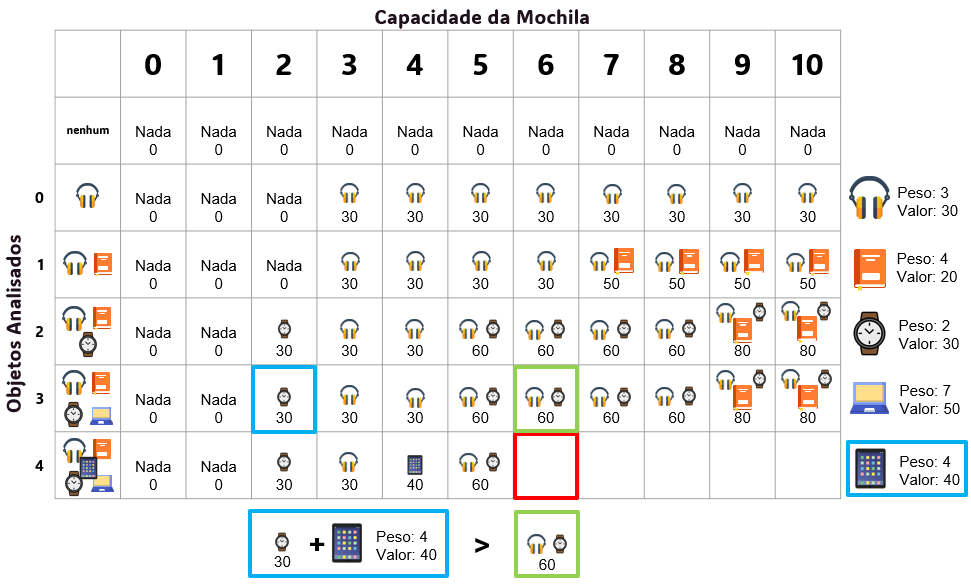 Capacidade da Mochila
0 1 2 3 4 5 6 7 8 9 10
Objetos Analisados
nenhum
Nada Nada Nada Nada Nada Nada Nada Nada Nada Nada Nada
0 0 0 0 0 0 0 0 0 0 0
0
Nada Nada Nada
0 0 0 30 30 30 30 30 30 30 30
Peso: 3
Valor: 30
1
Nada Nada Nada
0 0 0 30 30 30 30 50 50 50 50
Peso: 4
Valor: 20
2
Nada Nada
0 0 30 30 30 60 60 60 60 80 80
Peso: 2
Valor: 30
3
Nada Nada
0 0 30 30 30 60 60 60 60 80 80
Peso: 7
Valor: 50
4
Nada Nada
0 0 30 30 40 60
Peso: 4
Valor: 40
30
+
Peso: 4
Valor: 40
>
60